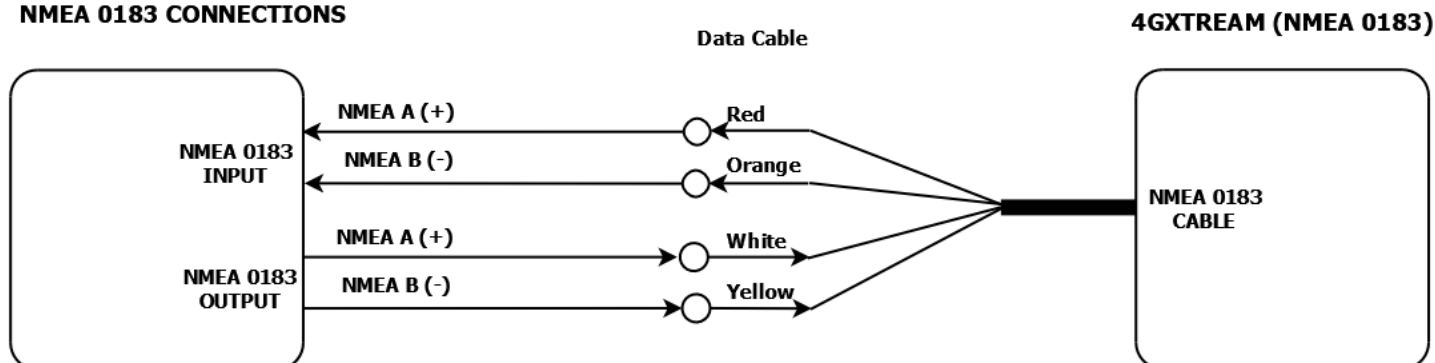 NMEA 0183 CONNECTIONS
4GXTREAM (NMEA 0183)
Data Cable
NMEA A (+)
Red
NMEA 0183
INPUT
NMEA B (-)
Orange
NMEA 0183
CABLE
NMEA A (+)
White
NMEA 0183
OUTPUT
NMEA B (-)
Yellow